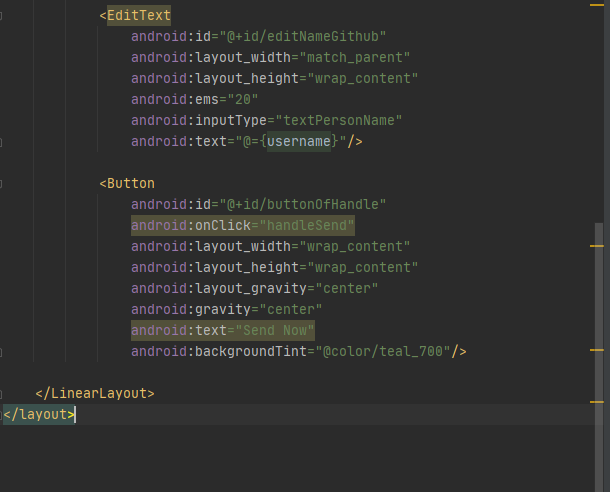 <EditText
android:id="@+id/editNameGithub"
android:layout_width="match_parent"
android:layout_height="wrap_content"
android:ems="20"
android:inputType="textPersonName"
android:text="@={username}"/>
<Button
android:id="@+id/buttonOfHandle"
android:onClick="handleSend"
android:layout_width="wrap_content"
android:layout_height="wrap_content"
android:layout_gravity="center"
android:gravity="center"
android:text="Send Now"
android:backgroundTint="@color/teal_700"/>
</LinearLayout>
</layout>